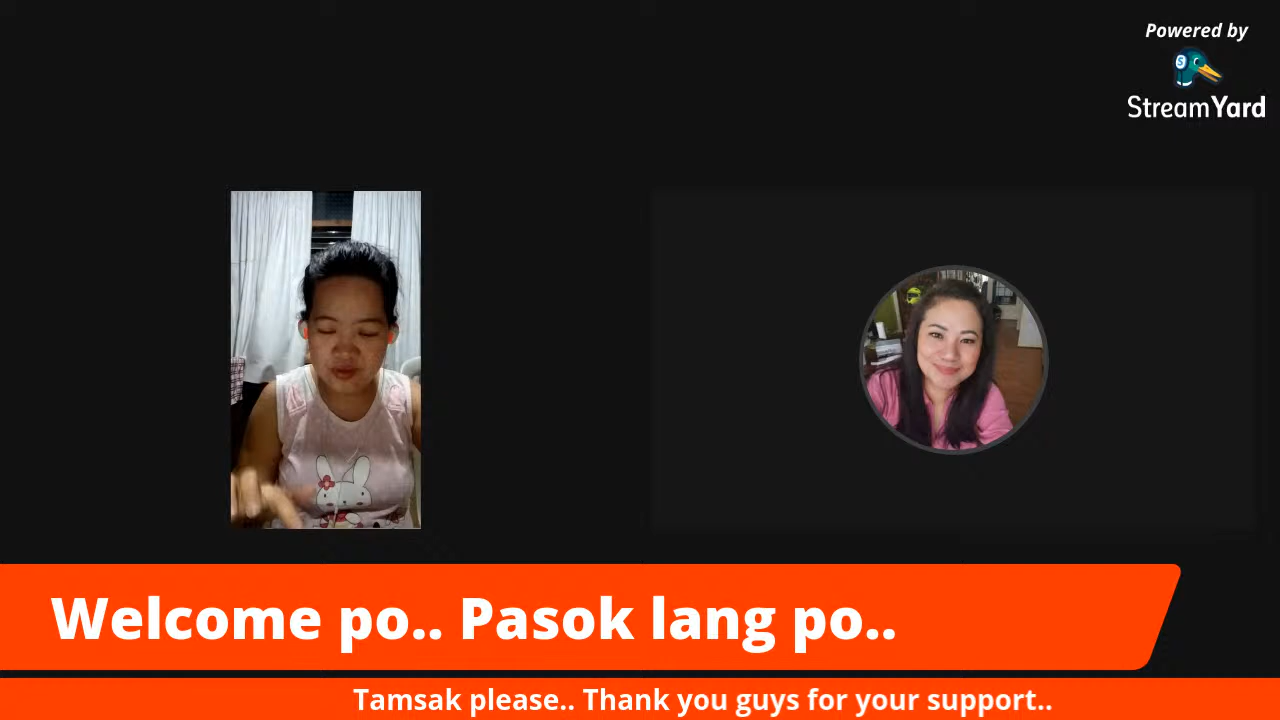 Powered by
S
StreamYard
Welcome po.. Pasok lang po..
Tamsak please.. Thank you guys for your support..